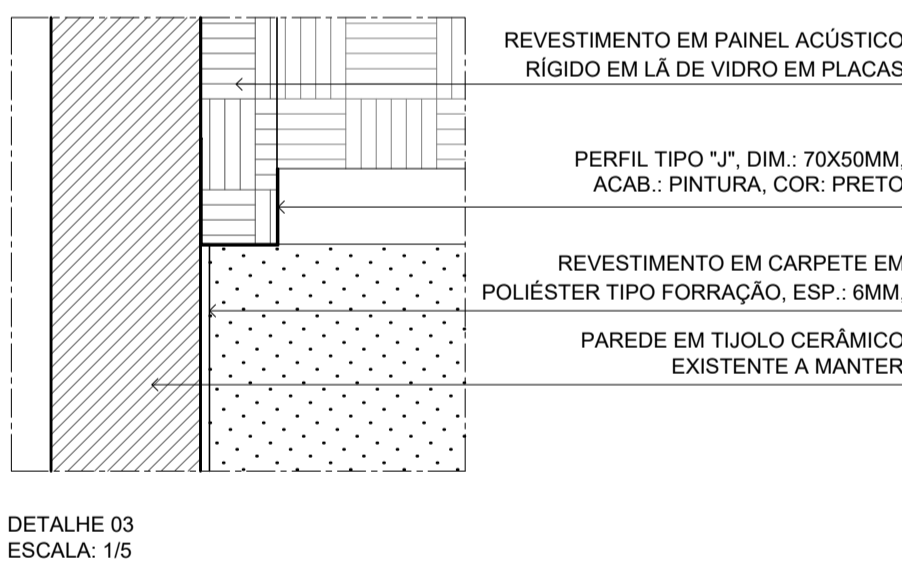 REVESTIMENTO EM PAINEL ACÚSTICO
RÍGIDO EM LÃ DE VIDRO EM PLACAS
PERFIL TIPO "J", DIM.: 70X50MM,
ACAB.: PINTURA, COR: PRETO
REVESTIMENTO EM CARPETE EM
POLIÉSTER TIPO FORRAÇÃO, ESP.: 6MM,
PAREDE EM TIJOLO CERÂMICO
EXISTENTE A MANTER
DETALHE 03
ESCALA: 1/5